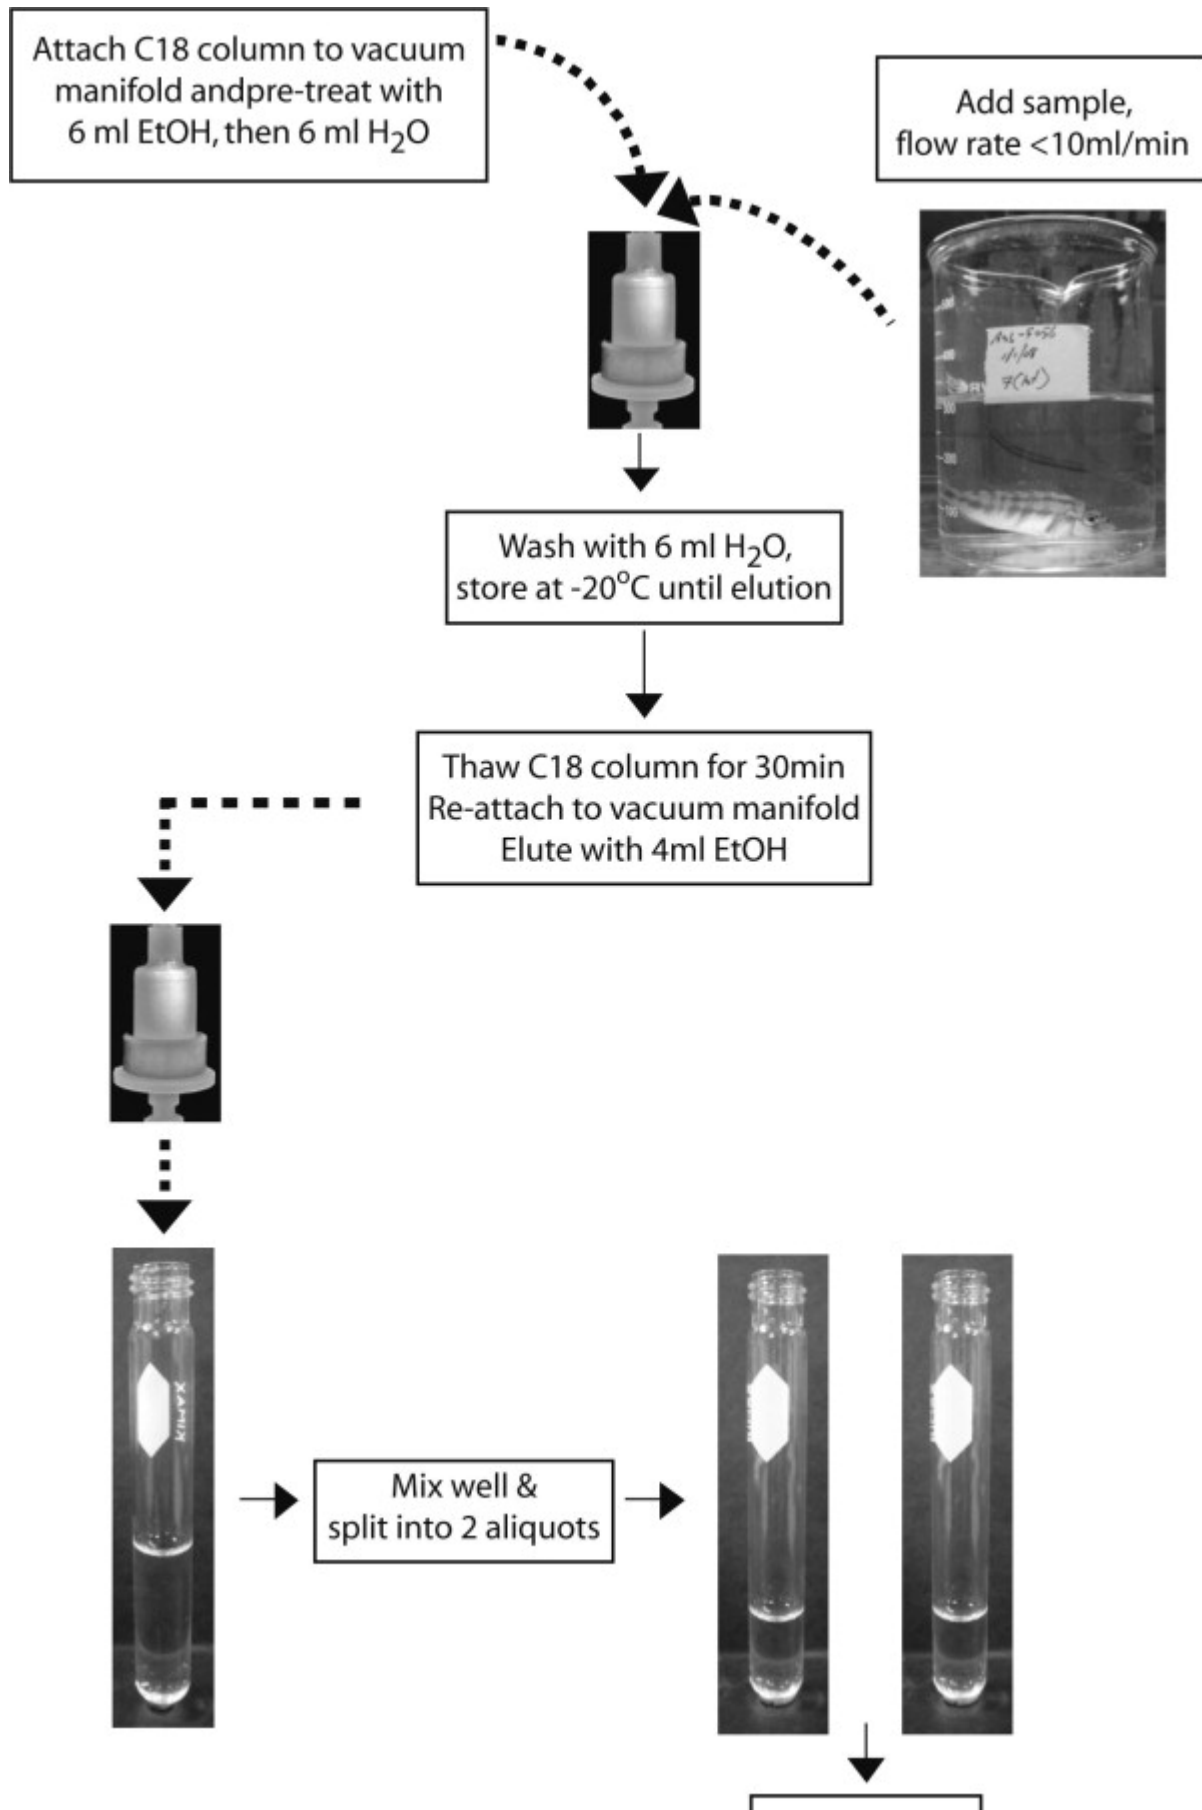 Attach C18 column to vacuum
manifold andpre-treat with
6 ml EtOH, then 6 ml H₂O
Add sample,
flow rate <10ml/min
7(
Wash with 6 ml H₂O,
store at -20°C until elution
Thaw C18 column for 30min
Re-attach to vacuum manifold
Elute with 4ml EtOH
KIMAX
Mix well &
split into 2 aliquots